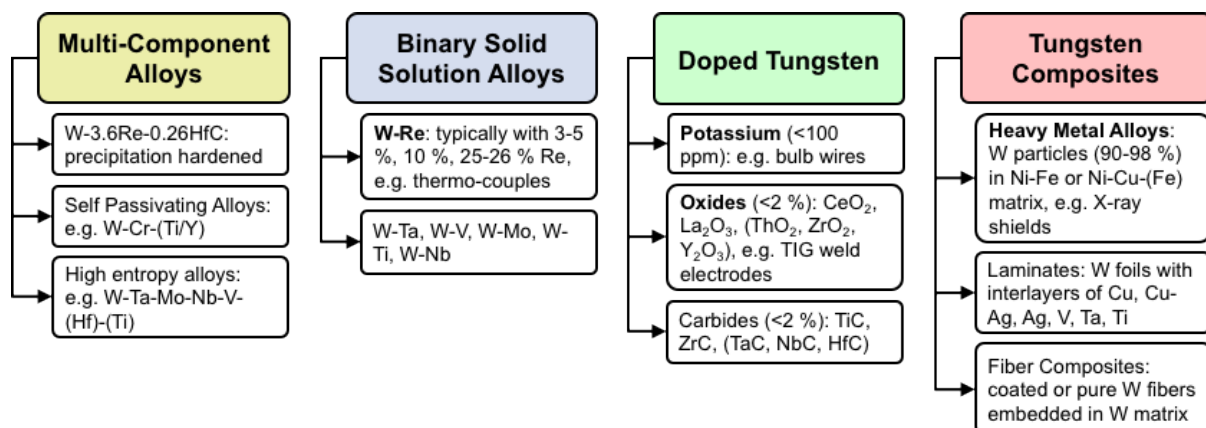 Multi-Component
Alloys
W-3.6Re-0.26HfC:
precipitation hardened
Self Passivating Alloys:
e.g. W-Cr-(Ti/Y)
High entropy alloys:
e.g. W-Ta-Mo-Nb-V-
(Hf)-(Ti)
Binary Solid
Solution Alloys
W-Re: typically with 3-5
%, 10 %, 25-26 % Re,
e.g. thermo-couples
W-Ta, W-V, W-Mo, W-
Ti, W-Nb
Doped Tungsten
Potassium (<100
ppm): e.g. bulb wires
Oxides (<2 %): CeO₂,
La₂O₃, (ThO₂, ZrO₂,
Y₂O₃), e.g. TIG weld
electrodes
Carbides (<2 %): TiC,
ZrC, (TaC, NbC, HfC)
Tungsten
Composites
Heavy Metal Alloys:
W particles (90-98 %)
in Ni-Fe or Ni-Cu-(Fe)
matrix, e.g. X-ray
shields
Laminates: W foils with
interlayers of Cu, Cu-
Ag, Ag, V, Ta, Ti
Fiber Composites:
coated or pure W fibers
embedded in W matrix